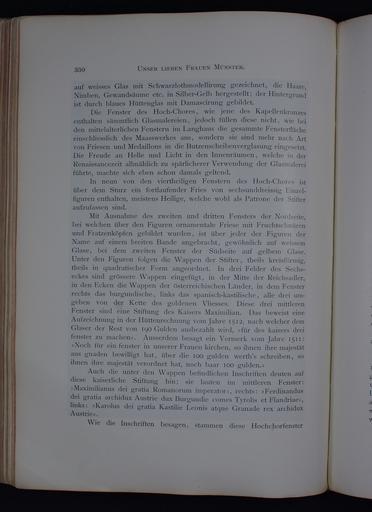 330 Unser lieben Frauen Münster.
auf weisses Glas mit Schwarzlothmodellirung gezeichnet, die Haare,
Nimben, Gewandsäume etc. in Silber-Gelb hergestellt; der Hintergrund
ist durch blaues Hüttenglas mit Damascirung gebildet.
Die Fenster des Hoch-Chores, wie jene des Kapellenkranzes
enthalten sämmtlich Glasmalereien, jedoch füllen diese nicht, wie bei
den mittelalterlichen Fenstern im Langhaus die gesammte Fensterfläche
einschliesslich des Maasswerkes aus, sondern sie sind mehr nach Art
von Friesen und Medaillons in die Butzenscheibenverglasung eingesetzt.
Die Freude an Helle und Licht in den Innenräumen, welche in der
Renaissancezeit allmählich zu spärlicherer Verwendung der Glasmalerei
führte, machte sich eben schon damals geltend.
In neun von den viertheiligen Fenstern des Hoch-Chores ist
über dem Sturz ein fortlaufender Fries von sechsunddreissig Einzel-
figuren enthalten, meistens Heilige, welche wohl als Patrone der Stifter
aufzufassen sind.
Mit Ausnahme des zweiten und dritten Fensters der Nordseite,
bei welchen über den Figuren ornamentale Friese mit Fruchtschnüren
und Fratzenköpfen gebildet wurden, ist über jeder der Figuren der
Name auf einem breiten Bande angebracht, gewöhnlich auf weissem
Glase, bei dem zweiten Fenster der Südseite auf gelbem Glase.
Unter den Figuren folgen die Wappen der Stifter, theils kreisförmig,
theils in quadratischer Form angeordnet. In drei Felder des Sechs-
eckes sind grössere Wappen eingefügt, in der Mitte der Reichsadler,
in den Ecken die Wappen der österreichischen Länder, in dem Fenster
rechts das burgundische, links das spanisch-kastilische, alle drei um-
geben von der Kette des goldenen Vliesses. Diese drei mittleren
Fenster sind eine Stiftung des Kaisers Maximilian. Das beweist eine
Aufzeichnung in der Hüttenrechnung vom Jahre 1512, nach welcher dem
Glaser der Rest von 190 Gulden ausbezahlt wird, «für des kaisers drei
fenster zu machen». Ausserdem besagt ein Vermerk vom Jahre 1511:
«Noch für ein fenster in unserer Frauen kirchen, so ihnen ihre majestät
aus gnaden bewilligt hat, über die 100 gulden werth's schreiben, so
ihnen ihre majestät verordnet hat, noch baar 100 gulden.»
Auch die unter den Wappen befindlichen Inschriften deuten auf
diese kaiserliche Stiftung hin; sie lauten im mittleren Fenster:
«Maximilianus dei gratia Romanorum imperator», rechts: «Ferdinandus
dei gratia archidux Austrie dux Burgundie comes Tyrolis et Flandriae»,
links: «Karolus dei gratia Kastilie Leonis atque Granade rex archidux
Austrie».
Wie die Inschriften besagen, stammen diese Hochchorfenster